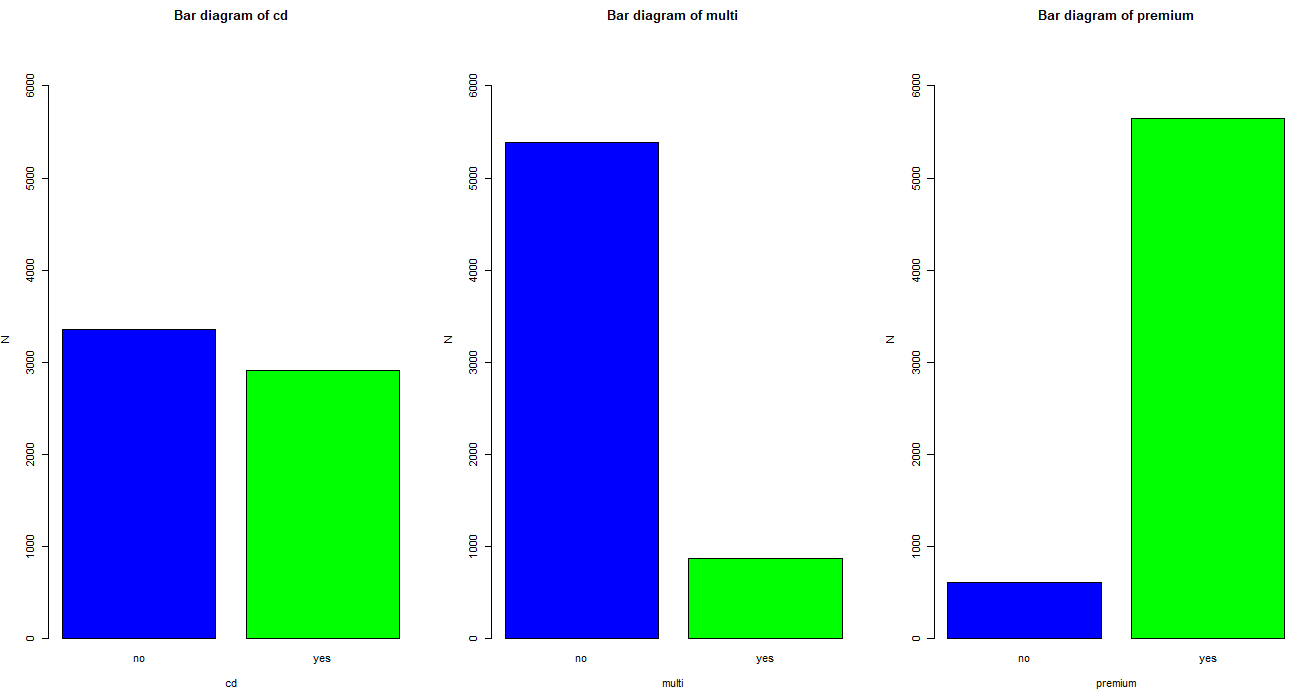 Bar diagram of cd
N
6000
5000
4000
3000
2000
1000
0
no yes
cd
Bar diagram of multi
N
6000
5000
4000
3000
2000
1000
0
no yes
multi
Bar diagram of premium
N
6000
5000
4000
3000
2000
1000
0
no yes
premium